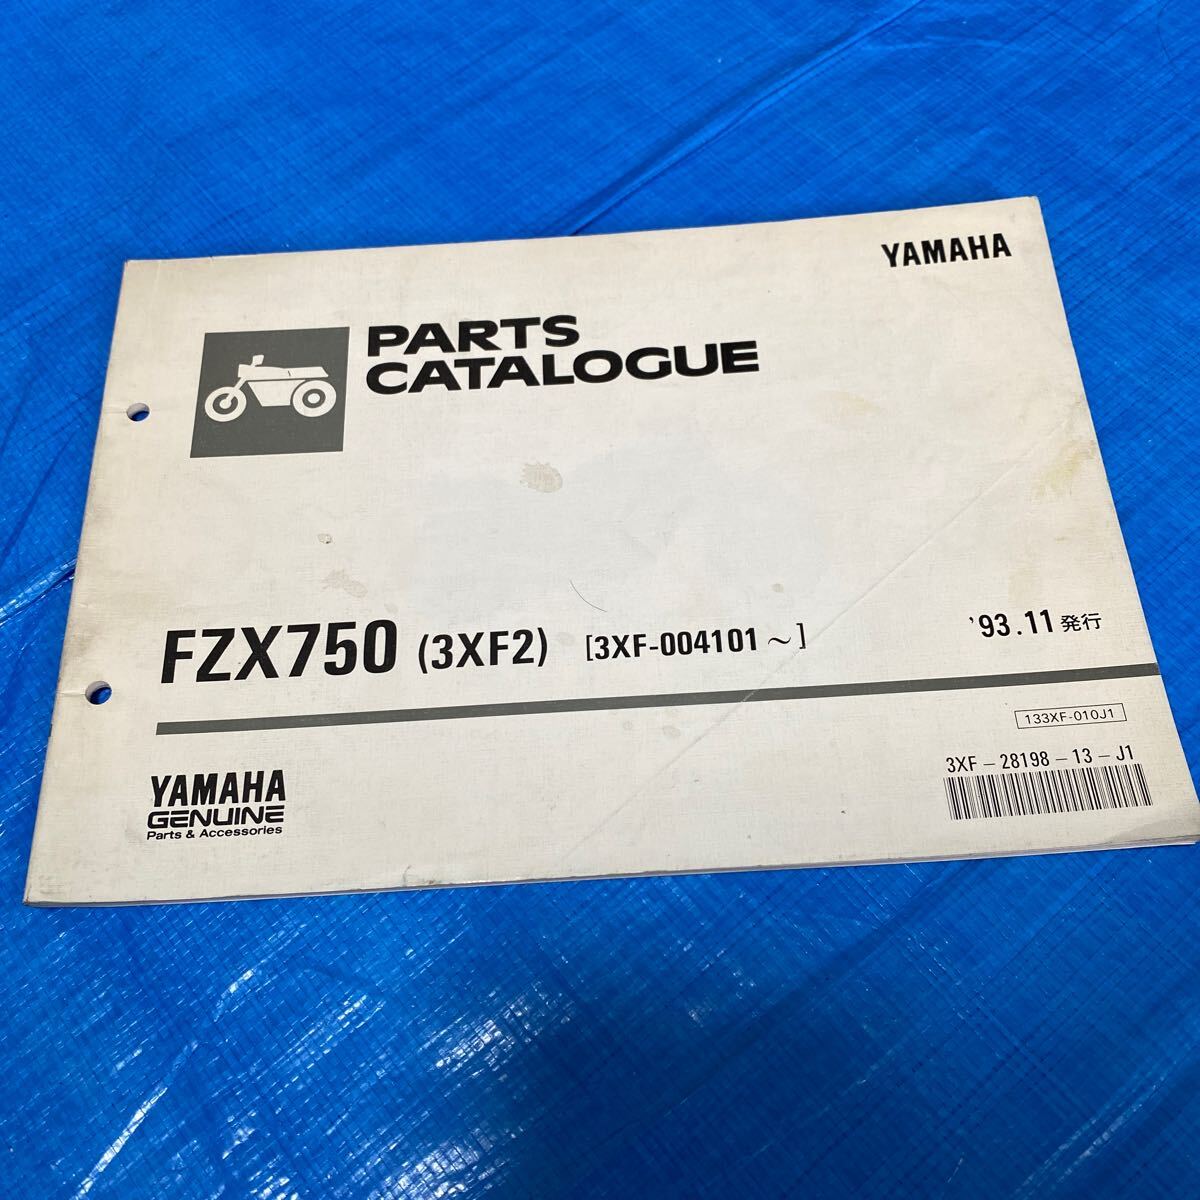 YAMAHA
PARTS
CATALOGUE
FZX750 (3XF2) [3XF-004101～] '93.11 発行
133XF-010J1
3XF－28198－13－J1
YAMAHA
GENUINE
Parts & Accessories